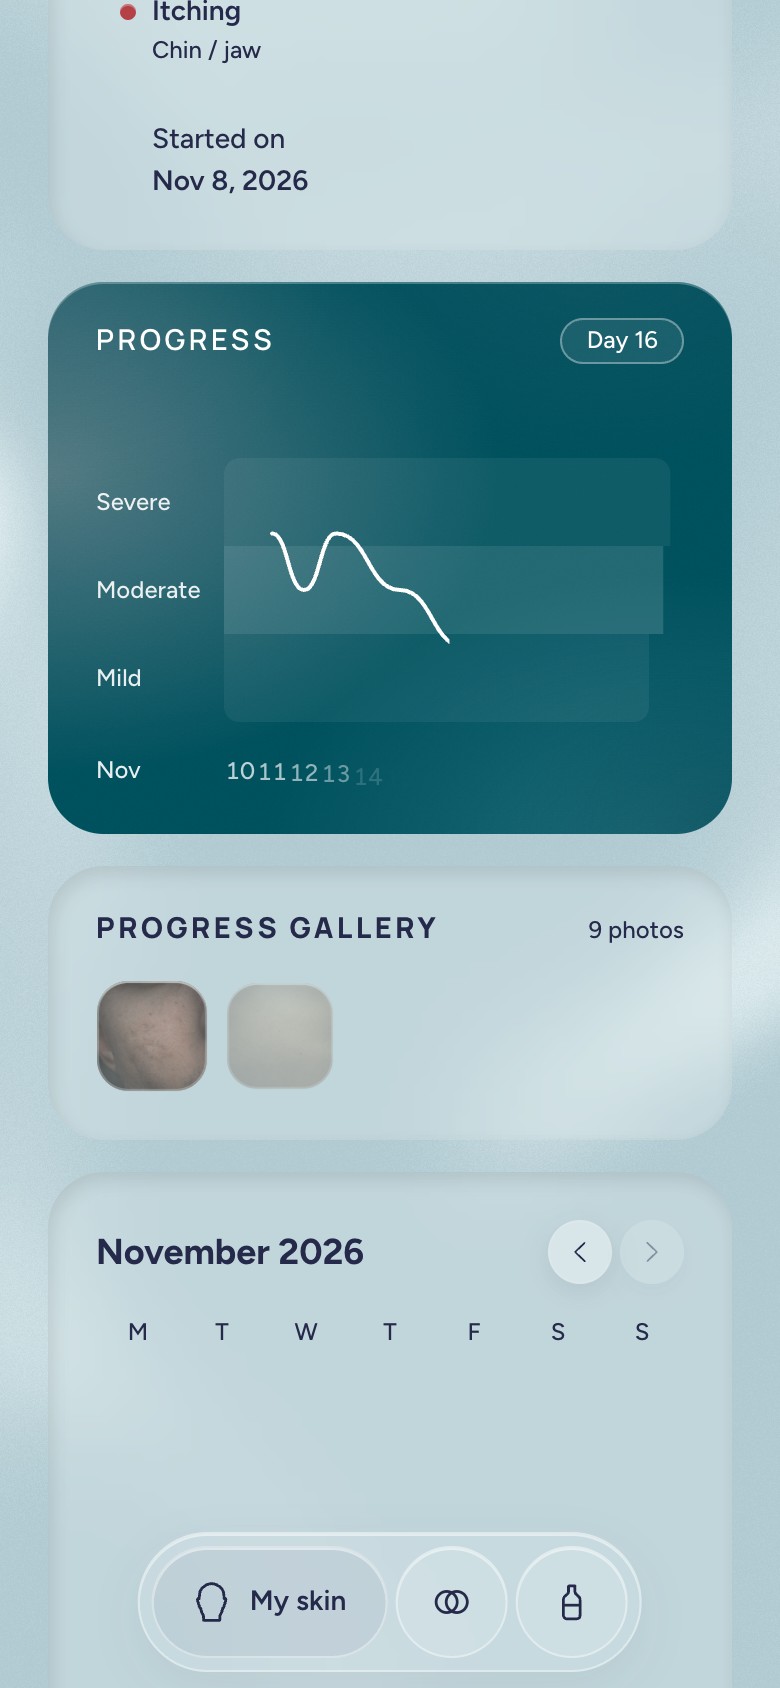 Itching
Chin / jaw
Started on
Nov 8, 2026
PROGRESS
Day 16
Severe
Moderate
Mild
Nov
10 11 12 13 14
PROGRESS GALLERY
9 photos
November 2026
M T W T F S S
My skin